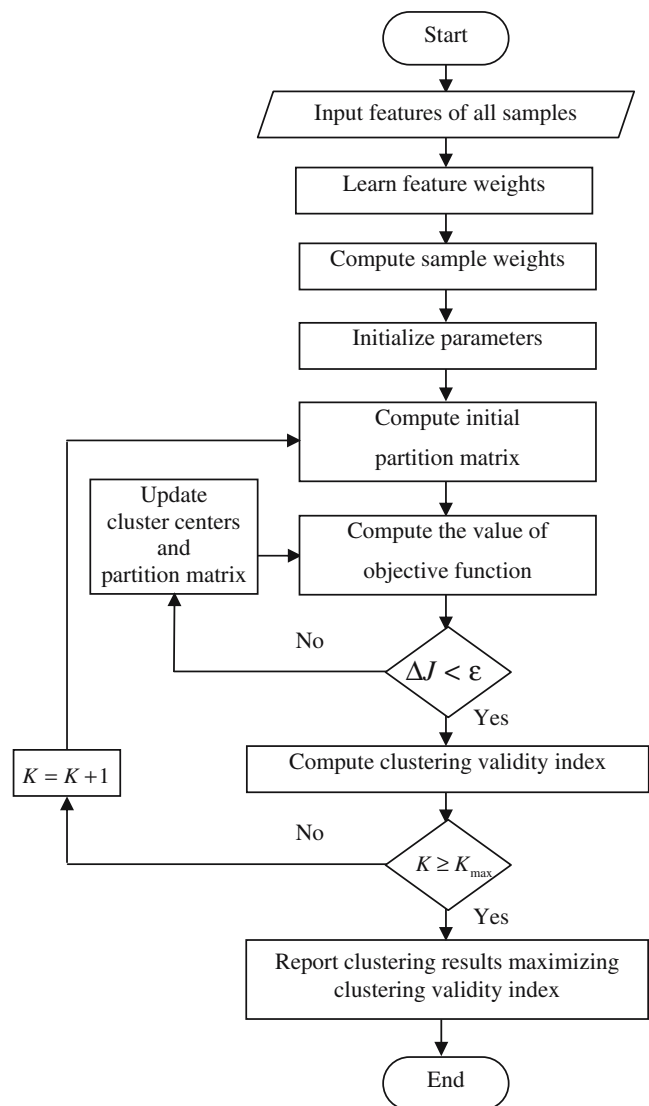 Start
Input features of all samples
Learn feature weights
Compute sample weights
Initialize parameters
Compute initial
partition matrix
Update
cluster centers
and
partition matrix
Compute the value of
objective function
No
ΔJ < ε
Yes
Compute clustering validity index
K = K +1
No
K ≥ Kmax
Yes
Report clustering results maximizing
clustering validity index
End